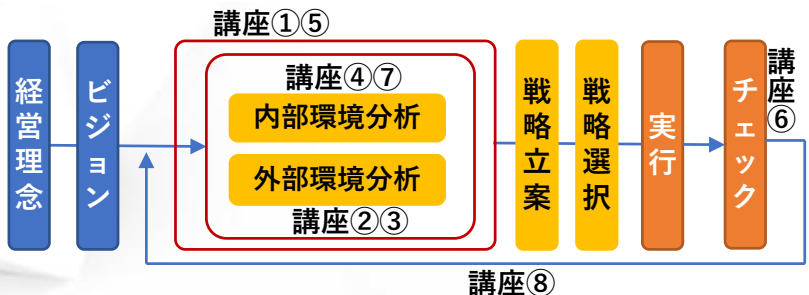 講座①⑤
講座④⑦
内部環境分析
外部環境分析
講座②③
経営理念
ビジョン
戦略立案
戦略選択
実行
チェック
講座⑥
講座⑧